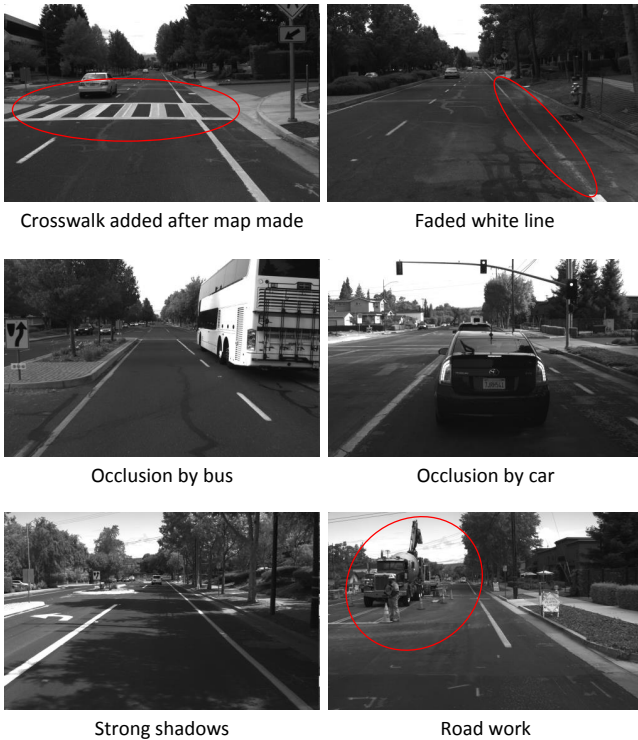 Crosswalk added after map made
Faded white line
Occlusion by bus
Occlusion by car
Strong shadows
Road work